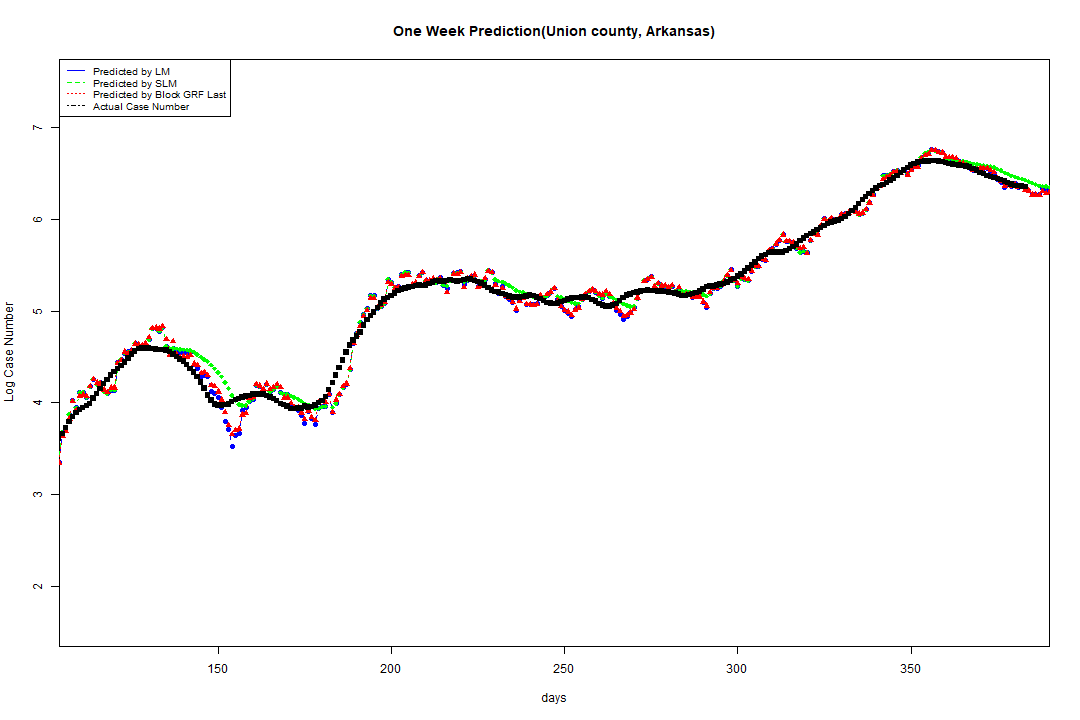 One Week Prediction(Union county, Arkansas)
Predicted by LM
Predicted by SLM
Predicted by Block GRF Last
Actual Case Number
7
6
5
4
3
2
Log Case Number
150 200 250 300 350
days